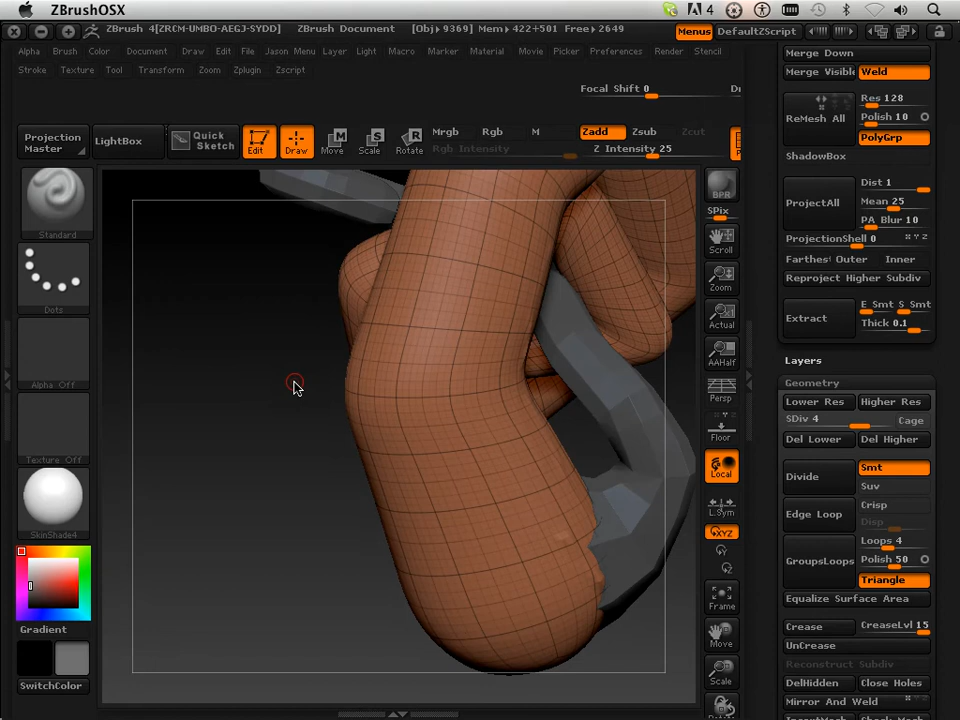 ZBrushOSX
4
ZBrush 4[ZRCM-UMBO-AEGJ-SYDD] ZBrush Document [Obj> 9369] Mem> 422+501 Free> 2649
Menus
DefaultZScript
Alpha Brush Color Document Draw Edit File Jason Menu Layer Light Macro Marker Material Movie Picker Preferences Render Stencil
Stroke Texture Tool Transform Zoom Zplugin Zscript
Focal Shift 0
Projection Master
LightBox
Quick Sketch
Edit
Draw
Move
Scale
Rotate
Mrgb Rgb M
Rgb Intensity
Zadd Zsub Zcut
Z Intensity 25
Standard
Dots
Alpha Off
Texture Off
SkinShade4
Gradient
SwitchColor
BPR
SPix
Scroll
Zoom
Actual
AAHalf
Persp
Floor
Local
L.Sym
XYZ
Y
Z
Frame
Move
Scale
Merge Down
Merge Visible Weld
ReMesh All
Res 128
Polish 10
PolyGrp
ShadowBox
ProjectAll
Dist 1
Mean 25
PA Blur 10
ProjectionShell 0
Farthest Outer Inner
Reproject Higher Subdiv
Extract
E Smt S Smt
Thick 0.1
Layers
Geometry
Lower Res Higher Res
SDiv 4 Cage
Del Lower Del Higher
Divide
Smt
Suv
Edge Loop
Crisp
Disp
GroupsLoops
Loops 4
Polish 50
Triangle
Equalize Surface Area
Crease CreaseLvl 15
UnCrease
Reconstruct Subdiv
DelHidden Close Holes
Mirror And Weld